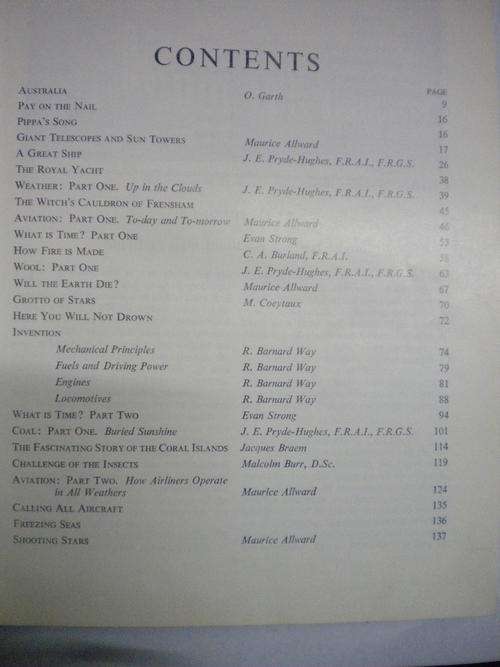 CONTENTS
PAGE
AUSTRALIA O. Garth 9
PAY ON THE NAIL 16
PIPPA'S SONG 16
GIANT TELESCOPES AND SUN TOWERS Maurice Allward 17
A GREAT SHIP J. E. Pryde-Hughes, F.R.A.I., F.R.G.S. 26
THE ROYAL YACHT 38
WEATHER: PART ONE. Up in the Clouds J. E. Pryde-Hughes, F.R.A.I., F.R.G.S. 39
THE WITCH'S CAULDRON OF FRENSHAM 45
AVIATION: PART ONE. To-day and To-morrow Maurice Allward 46
WHAT IS TIME? PART ONE Evan Strong 53
HOW FIRE IS MADE C. A. Burland, F.R.A.I.
WOOL: PART ONE J. E. Pryde-Hughes, F.R.A.I., F.R.G.S. 63
WILL THE EARTH DIE? Maurice Allward 67
GROTTO OF STARS M. Coeytaux 70
HERE YOU WILL NOT DROWN 72
INVENTION
Mechanical Principles R. Barnard Way 74
Fuels and Driving Power R. Barnard Way 79
Engines R. Barnard Way 81
Locomotives R. Barnard Way 88
WHAT IS TIME? PART TWO Evan Strong 94
COAL: PART ONE. Buried Sunshine J. E. Pryde-Hughes, F.R.A.I., F.R.G.S. 101
THE FASCINATING STORY OF THE CORAL ISLANDS Jacques Braem 114
CHALLENGE OF THE INSECTS Malcolm Burr, D.Sc. 119
AVIATION: PART TWO. How Airliners Operate
in All Weathers Maurice Allward 124
CALLING ALL AIRCRAFT 135
FREEZING SEAS 136
SHOOTING STARS Maurice Allward 137